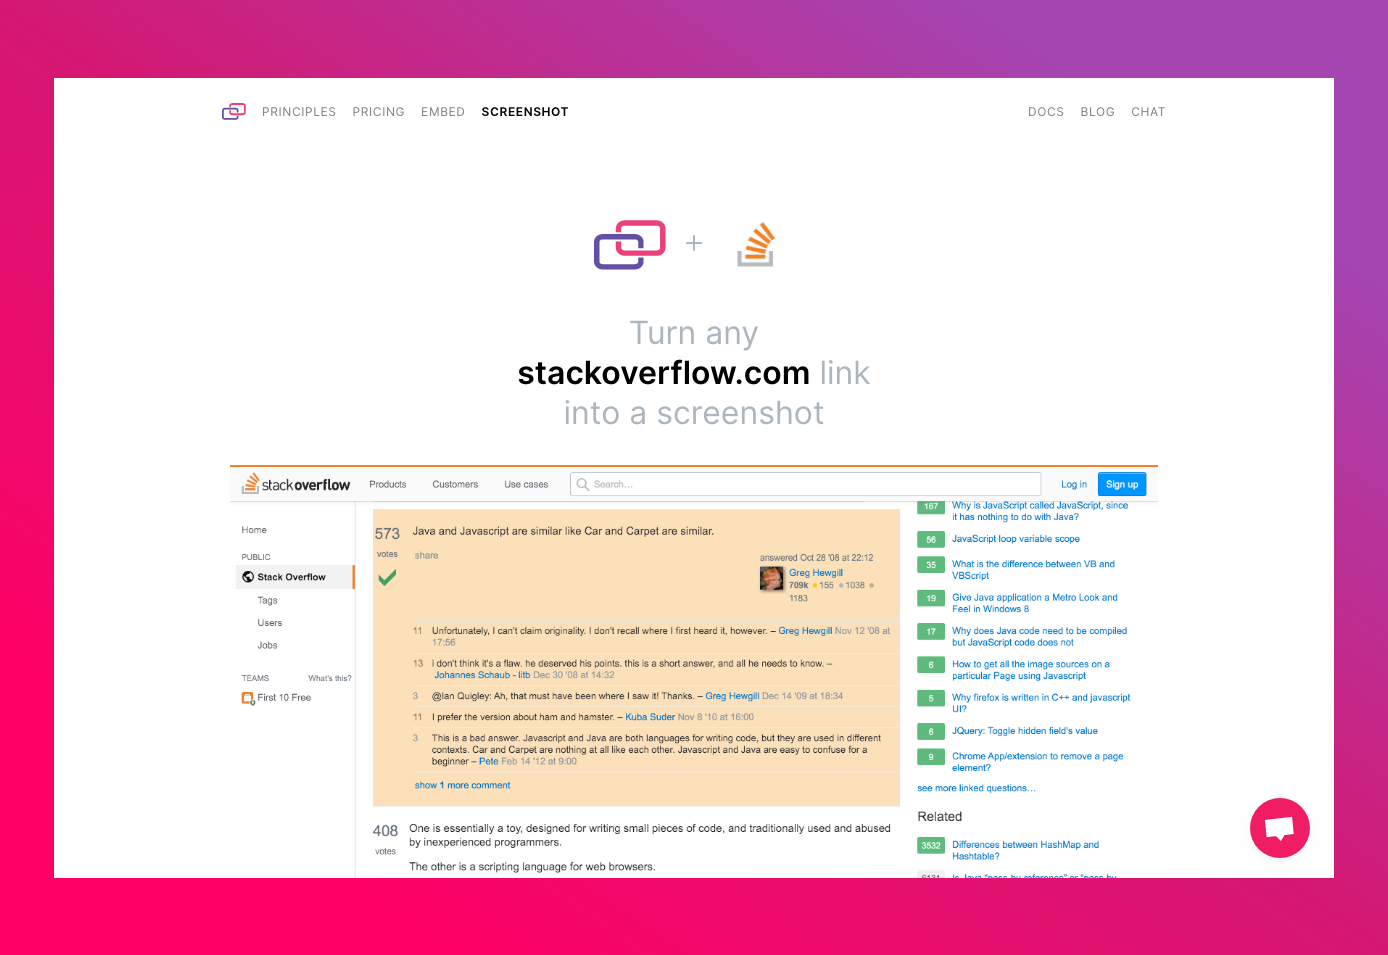 PRINCIPLES PRICING EMBED SCREENSHOT DOCS BLOG CHAT
+
Turn any
stackoverflow.com link
into a screenshot
stackoverflow Products Customers Use cases Search... Log in Sign up
Home
PUBLIC
Stack Overflow
Tags
Users
Jobs
TEAMS What's this?
First 10 Free
573
votes
Java and Javascript are similar like Car and Carpet are similar.
share
answered Oct 28 '08 at 22:12
Greg Hewgill
709k 155 1038
1183
11 Unfortunately, I can't claim originality. I don't recall where I first heard it, however. – Greg Hewgill Nov 12 '08 at
17:56
13 i don't think it's a flaw. he deserved his points. this is a short answer, and all he needs to know. –
Johannes Schaub - litb Dec 30 '08 at 14:32
3 @Ian Quigley: Ah, that must have been where I saw it! Thanks. – Greg Hewgill Dec 14 '09 at 18:34
11 I prefer the version about ham and hamster. – Kuba Suder Nov 8 '10 at 16:00
3 This is a bad answer. Javascript and Java are both languages for writing code, but they are used in different
contexts. Car and Carpet are nothing at all like each other. Javascript and Java are easy to confuse for a
beginner – Pete Feb 14 '12 at 9:00
show 1 more comment
408
votes
One is essentially a toy, designed for writing small pieces of code, and traditionally used and abused
by inexperienced programmers.
The other is a scripting language for web browsers.
167 Why is JavaScript called JavaScript, since
it has nothing to do with Java?
56 JavaScript loop variable scope
35 What is the difference between VB and
VBScript
19 Give Java application a Metro Look and
Feel in Windows 8
17 Why does Java code need to be compiled
but JavaScript code does not
6 How to get all the image sources on a
particular Page using Javascript
5 Why firefox is written in C++ and javascript
UI?
6 JQuery: Toggle hidden field's value
9 Chrome App/extension to remove a page
element?
see more linked questions…
Related
3532 Differences between HashMap and
Hashtable?
6131 Is Java "pass-by-reference" or "pass-by